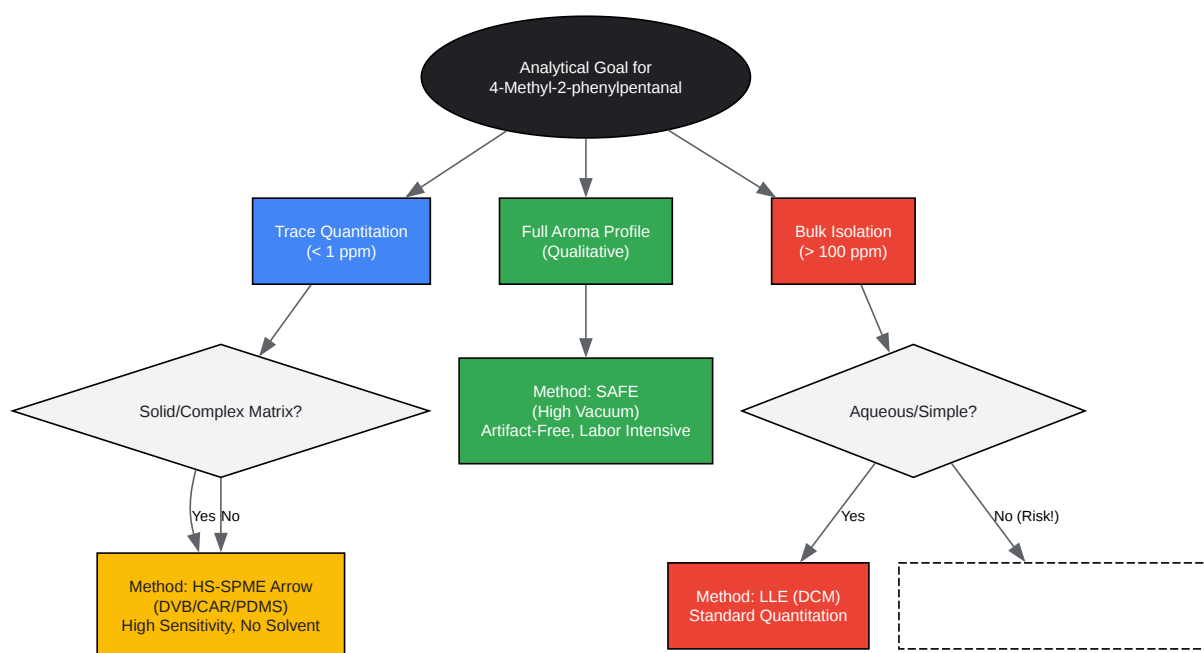 Analytical Goal for
4-Methyl-2-phenylpentanal
Trace Quantitation
(< 1 ppm)
Full Aroma Profile
(Qualitative)
Bulk Isolation
(> 100 ppm)
Solid/Complex Matrix?
Method: SAFE
(High Vacuum)
Artifact-Free, Labor Intensive
Aqueous/Simple?
Yes
No
Yes
No (Risk!)
Method: HS-SPME Arrow
(DVB/CAR/PDMS)
High Sensitivity, No Solvent
Method: LLE (DCM)
Standard Quantitation